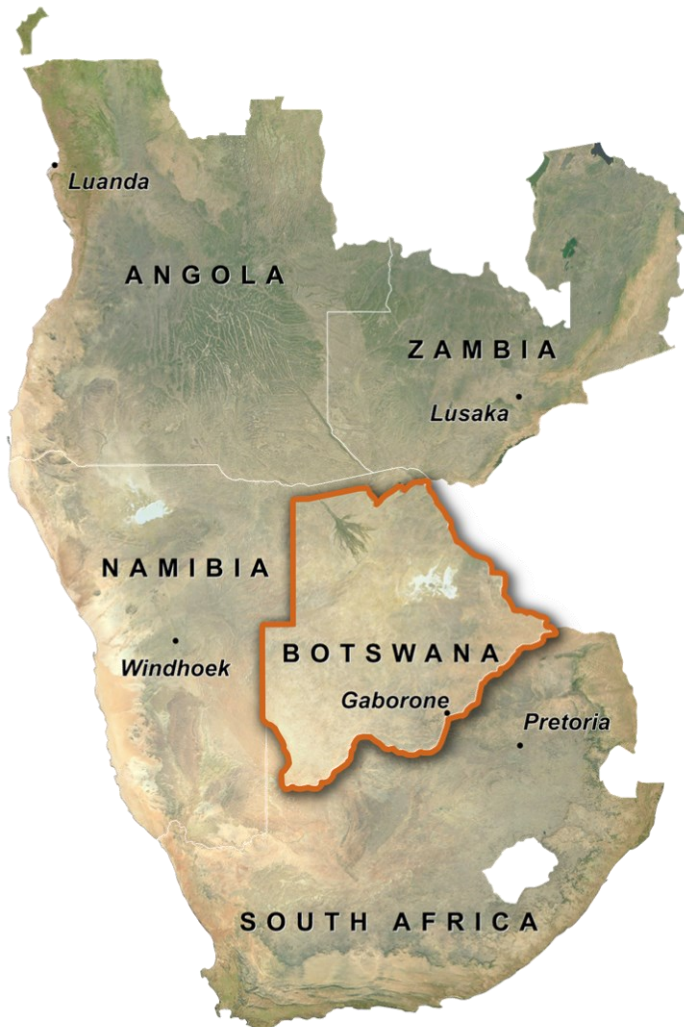 Luanda
ANGOLA
ZAMBIA
Lusaka
NAMIBIA
Windhoek
BOTSWANA
Gaborone
Pretoria
SOUTH AFRICA